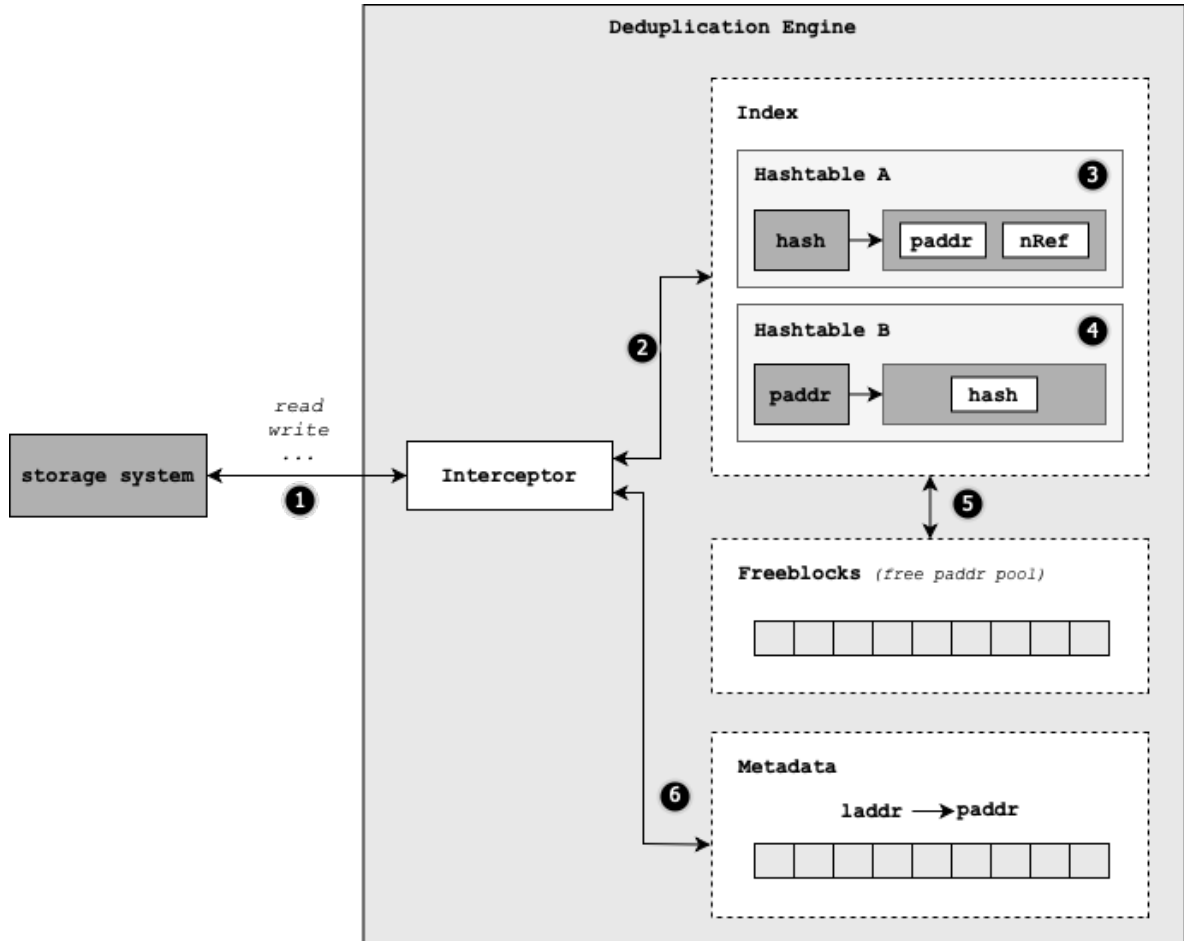 Deduplication Engine
Index
Hashtable A
3
hash
paddr
nRef
Hashtable B
4
paddr
hash
2
read
write
...
storage system
1
Interceptor
5
Freeblocks (free paddr pool)
Metadata
6
laddr
paddr